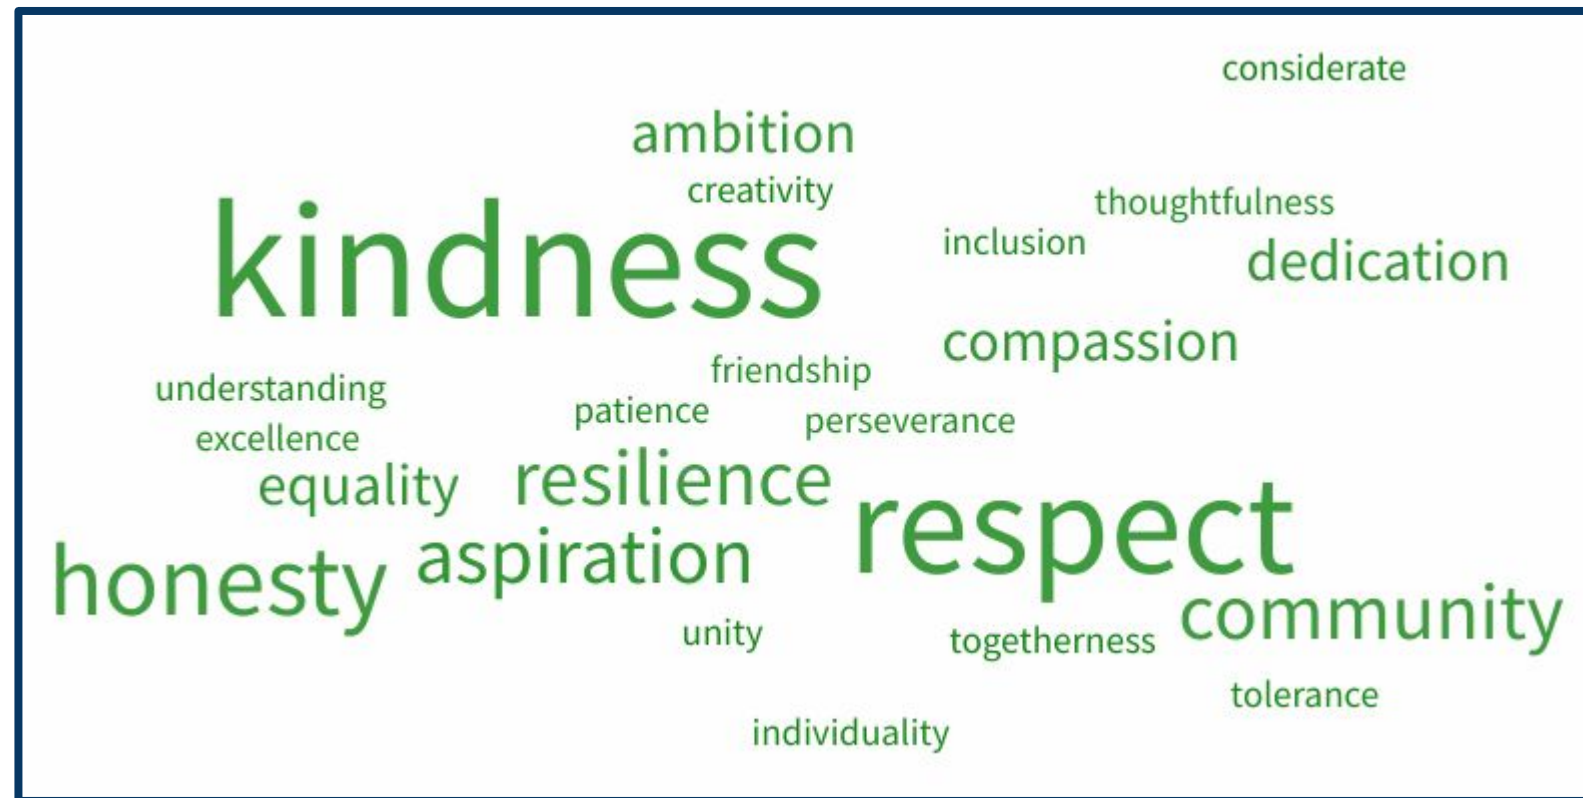 considerate
ambition
creativity
thoughtfulness
kindness
inclusion
dedication
compassion
friendship
understanding
patience
perseverance
excellence
equality
resilience
respect
honesty
aspiration
community
unity
togetherness
tolerance
individuality